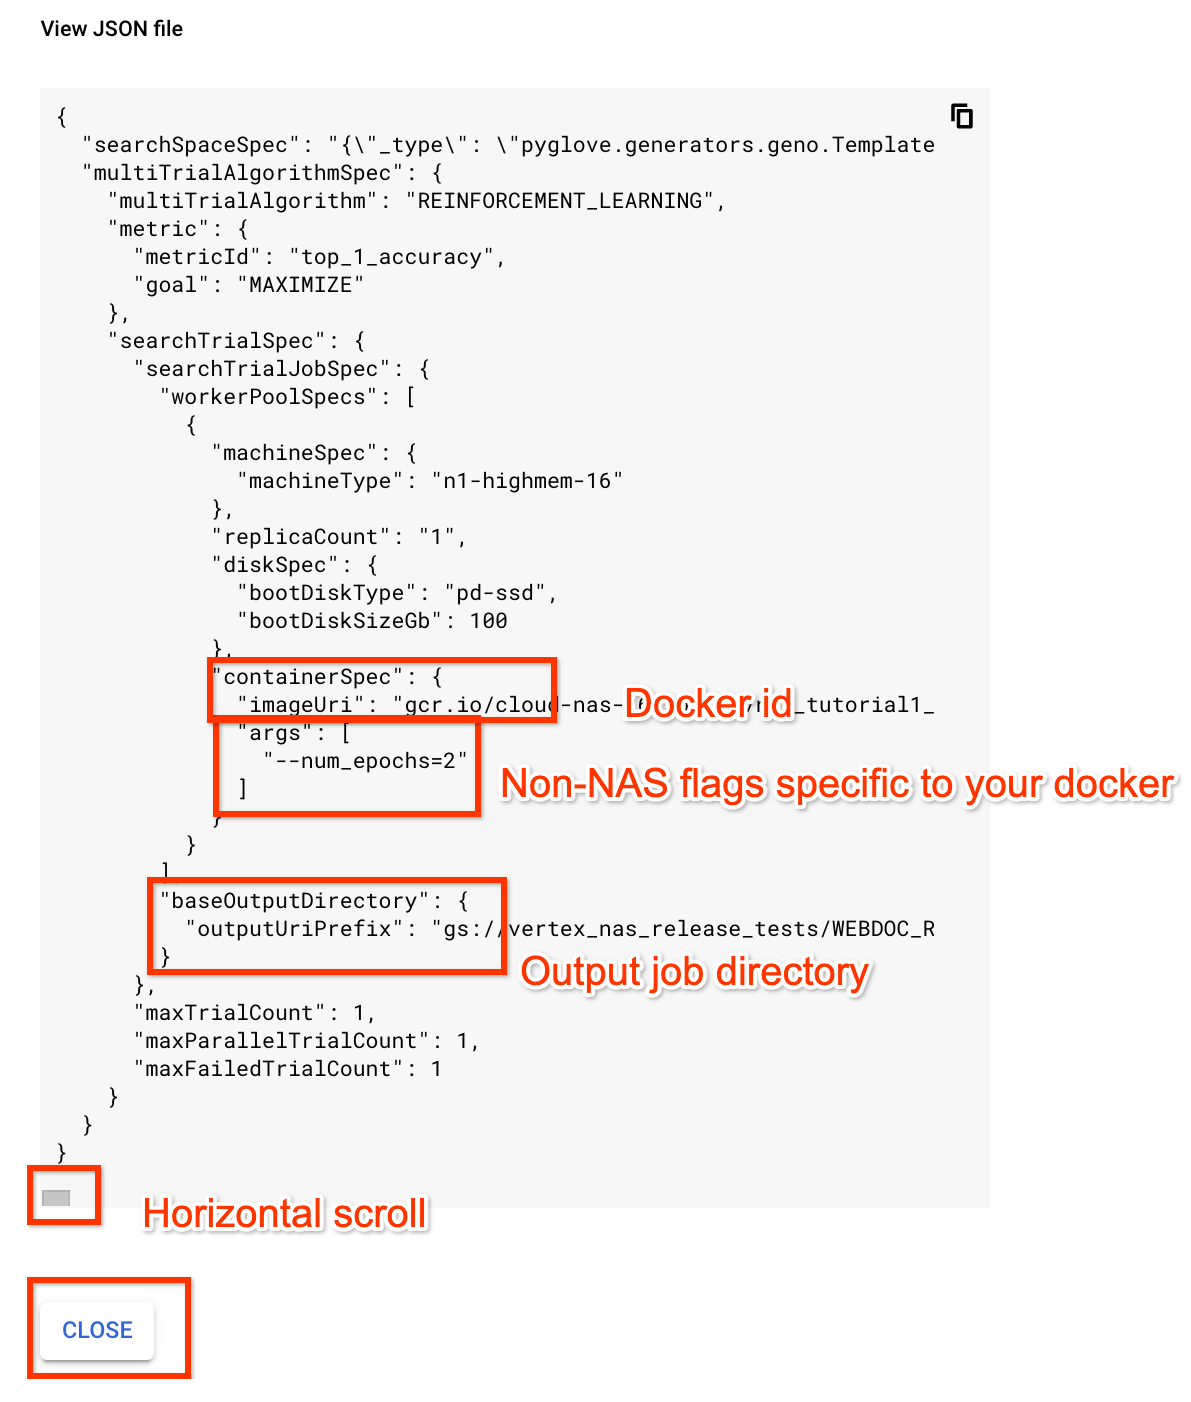 View JSON file
{
"searchSpaceSpec": "{\"_type\": \"pyglove.generators.geno.Template
"multiTrialAlgorithmSpec": {
"multiTrialAlgorithm": "REINFORCEMENT_LEARNING",
"metric": {
"metricId": "top_1_accuracy",
"goal": "MAXIMIZE"
},
"searchTrialSpec": {
"searchTrialJobSpec": {
"workerPoolSpecs": [
{
"machineSpec": {
"machineType": "n1-highmem-16"
},
"replicaCount": "1",
"diskSpec": {
"bootDiskType": "pd-ssd",
"bootDiskSizeGb": 100
},
"containerSpec": {
"imageUri": "gcr.io/cloud-nas- _tutorial1_
Docker id
"args": [
"--num_epochs=2"
]
Non-NAS flags specific to your docker
}
}
]
"baseOutputDirectory": {
"outputUriPrefix": "gs://vertex_nas_release_tests/WEBDOC_R
}
Output job directory
},
"maxTrialCount": 1,
"maxParallelTrialCount": 1,
"maxFailedTrialCount": 1
}
}
}
Horizontal scroll
CLOSE